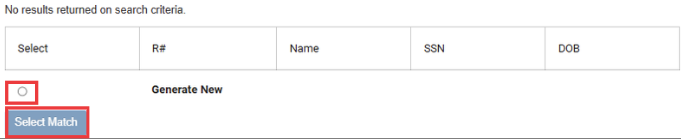 No results returned on search criteria.
Select R# Name SSN DOB
Generate New
Select Match